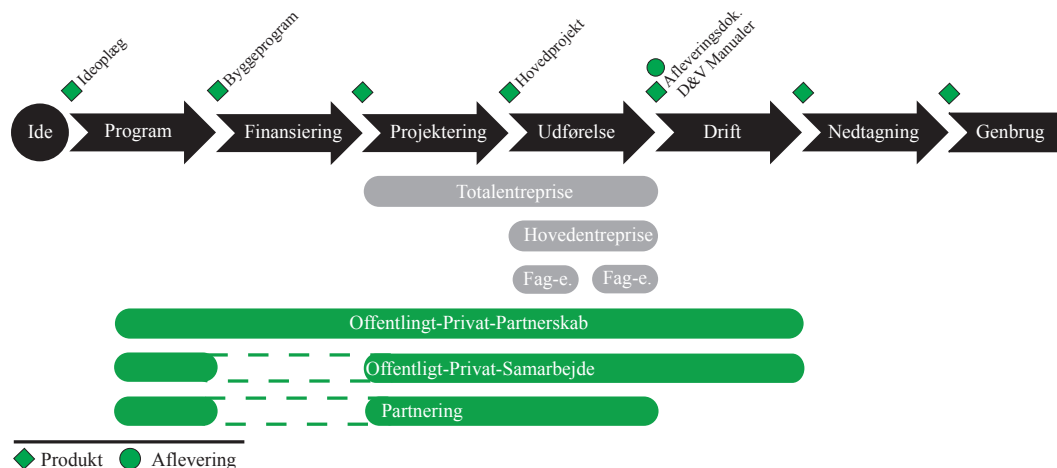 Ideoplæg
Byggeprogram
Hovedprojekt
Afleveringsdok.
D&V Manualer
Ide
Program
Finansiering
Projektering
Udførelse
Drift
Nedtagning
Genbrug
Totalentreprise
Hovedentreprise
Fag-e.
Fag-e.
Offentlingt-Privat-Partnerskab
Offentligt-Privat-Samarbejde
Partnering
Produkt
Aflevering